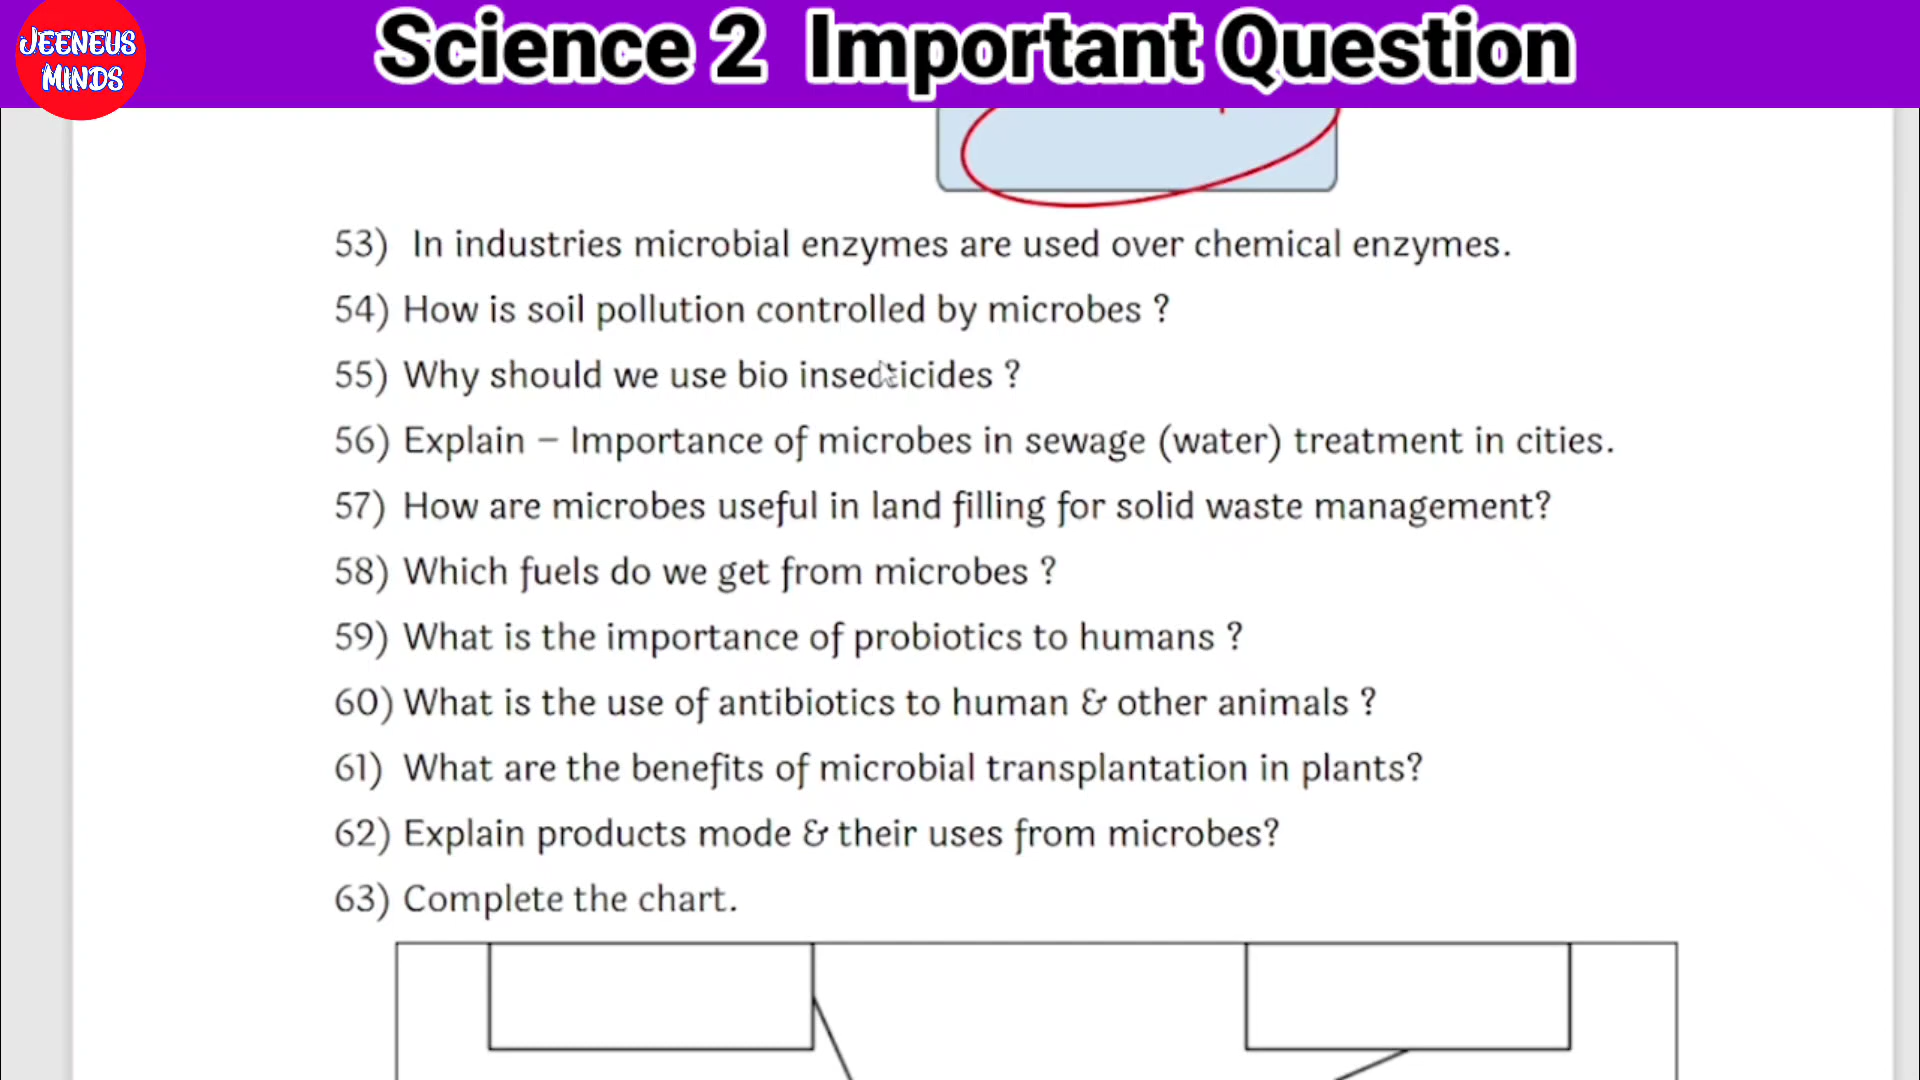 JEENEUS
MINDS
Science 2 Important Question
53) In industries microbial enzymes are used over chemical enzymes.
54) How is soil pollution controlled by microbes ?
55) Why should we use bio insecticides ?
56) Explain – Importance of microbes in sewage (water) treatment in cities.
57) How are microbes useful in land filling for solid waste management?
58) Which fuels do we get from microbes ?
59) What is the importance of probiotics to humans ?
60) What is the use of antibiotics to human & other animals ?
61) What are the benefits of microbial transplantation in plants?
62) Explain products mode & their uses from microbes?
63) Complete the chart.